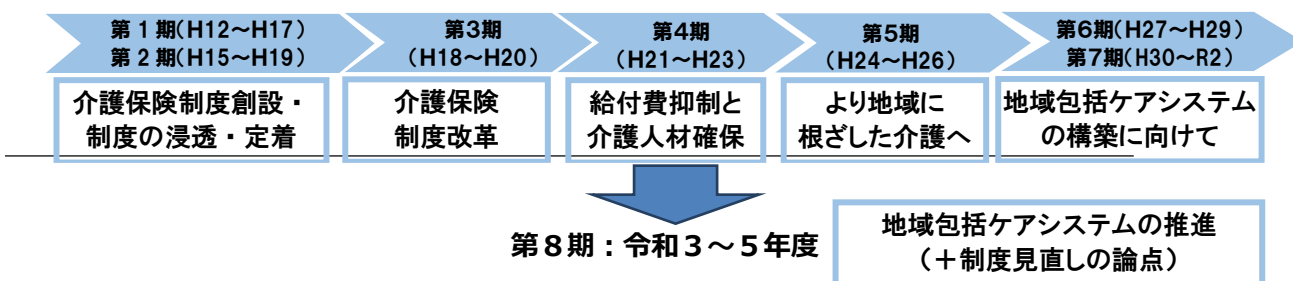 第１期(H12～H17)
第２期(H15～H19)
介護保険制度創設・
制度の浸透・定着
第3期
(H18～H20)
介護保険
制度改革
第4期
(H21～H23)
給付費抑制と
介護人材確保
第5期
(H24～H26)
より地域に
根ざした介護へ
第6期(H27～H29)
第7期(H30～R2)
地域包括ケアシステム
の構築に向けて
第８期：令和３～５年度
地域包括ケアシステムの推進
（＋制度見直しの論点）